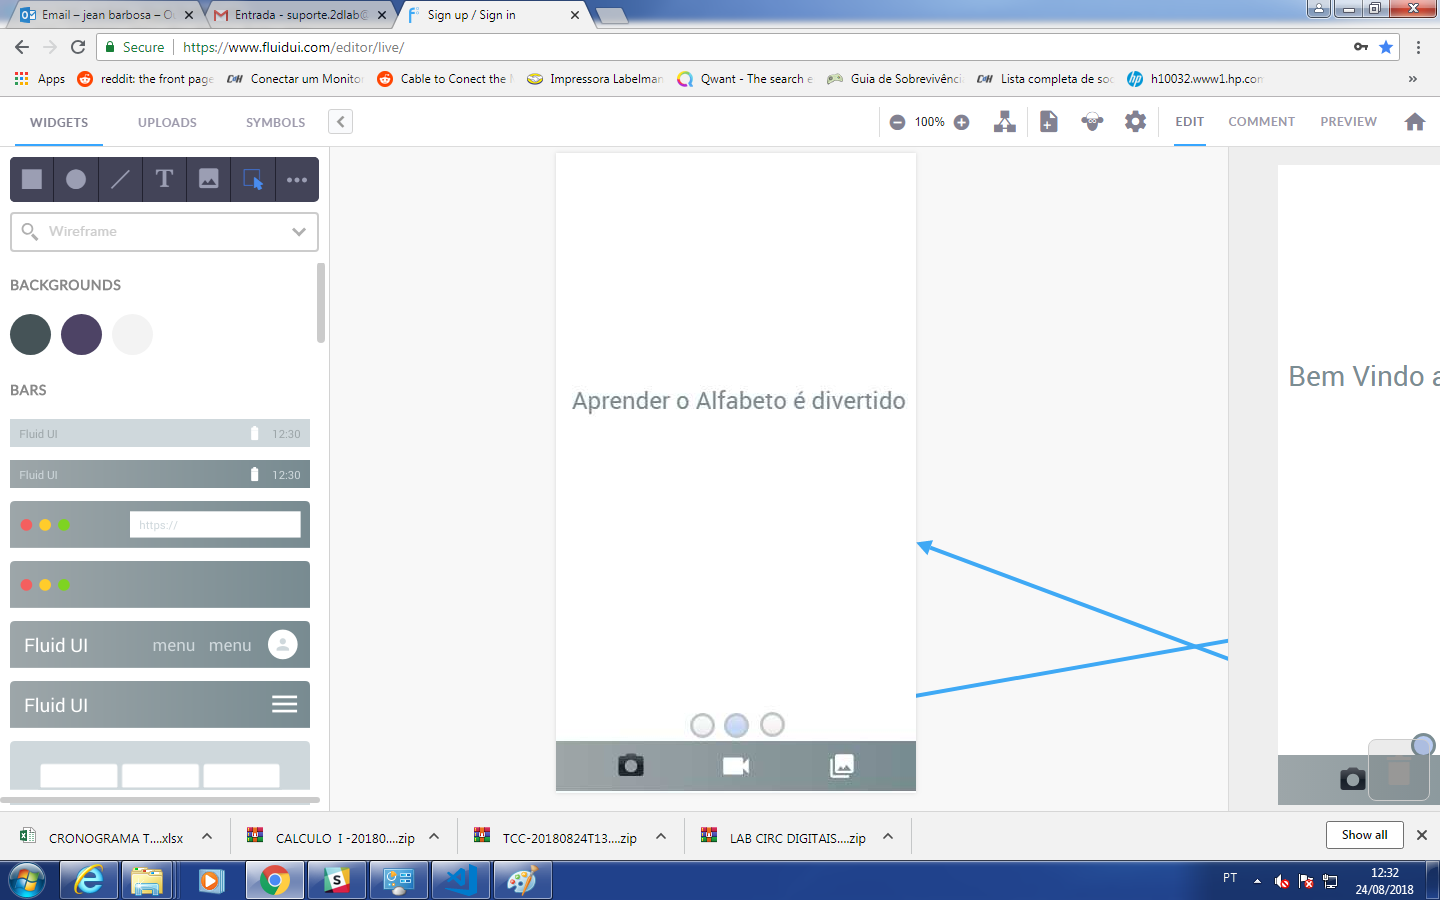 Email – jean barbosa – Ou
Entrada - suporte.2dlab@
Sign up / Sign in
Secure
https://www.fluidui.com/editor/live/
Apps
reddit: the front page
Conectar um Monitor
Cable to Conect the
Impressora Labelman
Qwant - The search e
Guia de Sobrevivência
Lista completa de soc
h10032.www1.hp.com
»
WIDGETS
UPLOADS
SYMBOLS
100%
EDIT
COMMENT
PREVIEW
T
Wireframe
BACKGROUNDS
BARS
Fluid UI
12:30
Fluid UI
12:30
https://
Fluid UI
menu
menu
Fluid UI
Aprender o Alfabeto é divertido
Bem Vindo a
CRONOGRAMA T....xlsx
CALCULO I -20180....zip
TCC-20180824T13....zip
LAB CIRC DIGITAIS....zip
Show all
PT
12:32
24/08/2018